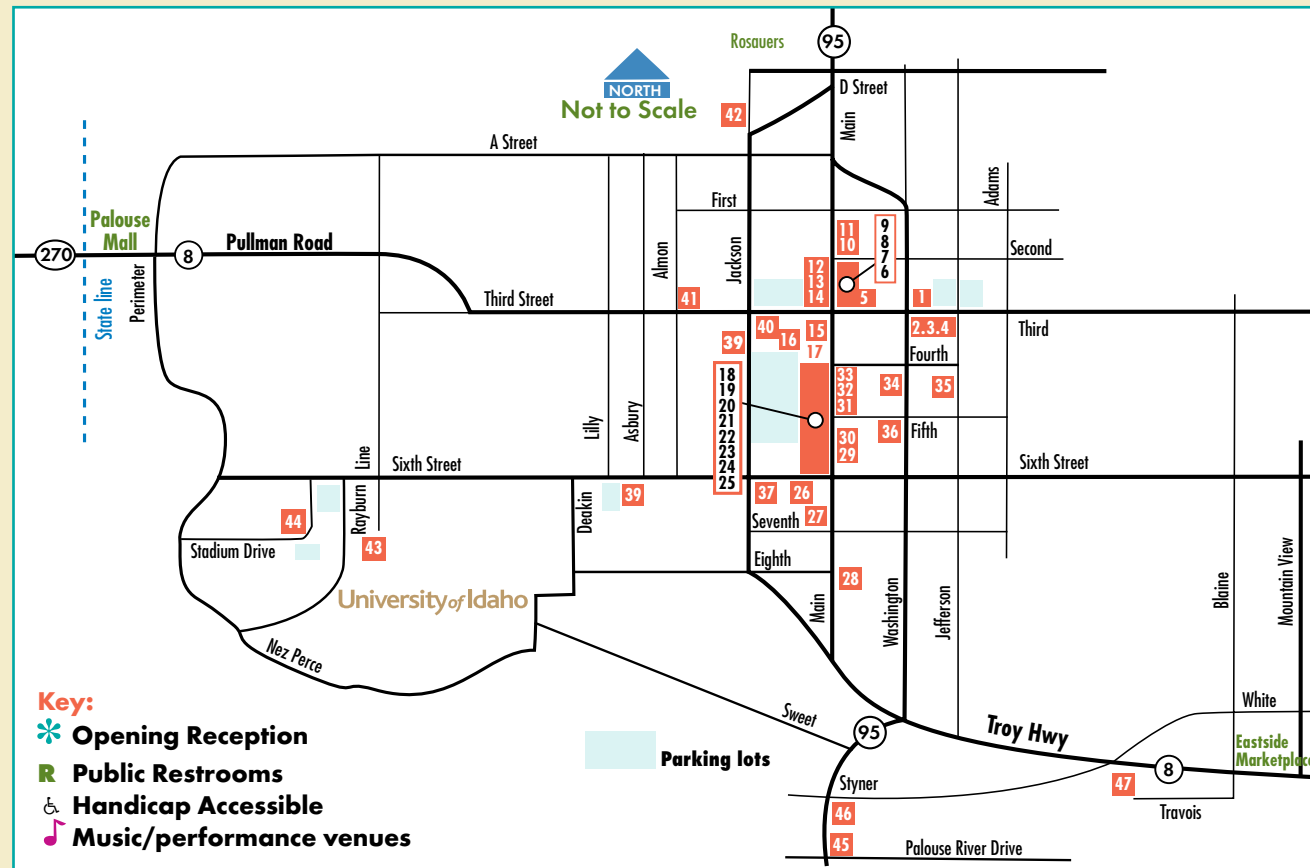 Rosauers
95
NORTH
Not to Scale
D Street
42
Main
A Street
Adams
First
Palouse
Mall
11
10
9
8
7
6
Second
270
8
Pullman Road
Almon
Jackson
12
13
14
5
1
State line
Perimeter
Third Street
41
40
16
15
17
2.3.4
Third
39
Fourth
18
19
20
21
22
23
24
25
33
32
31
34
35
30
29
36
Fifth
Lilly
Asbury
Line
Sixth Street
Sixth Street
44
Rayburn
Deakin
39
37
26
Seventh
27
Stadium Drive
43
Eighth
28
University of Idaho
Main
Washington
Jefferson
Blaine
Mountain View
Nez Perce
Sweet
White
95
Troy Hwy
Eastside
Marketplace
8
47
Travois
Styner
46
45
Palouse River Drive
Parking lots
Key:
Opening Reception
R Public Restrooms
Handicap Accessible
Music/performance venues